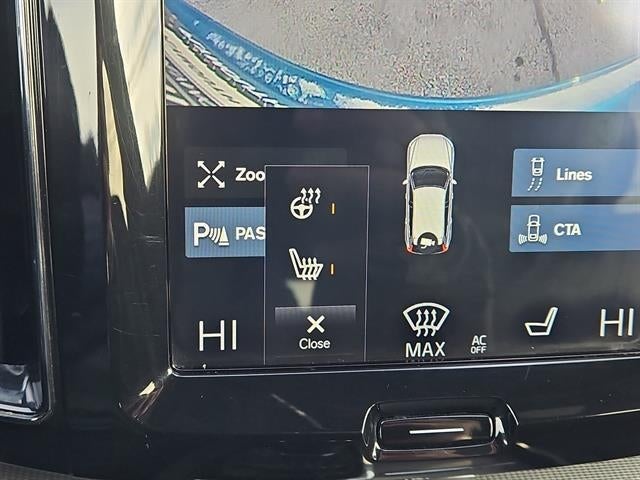 Zoo
Lines
PAS
CTA
HI
Close
MAX
AC
OFF
HI